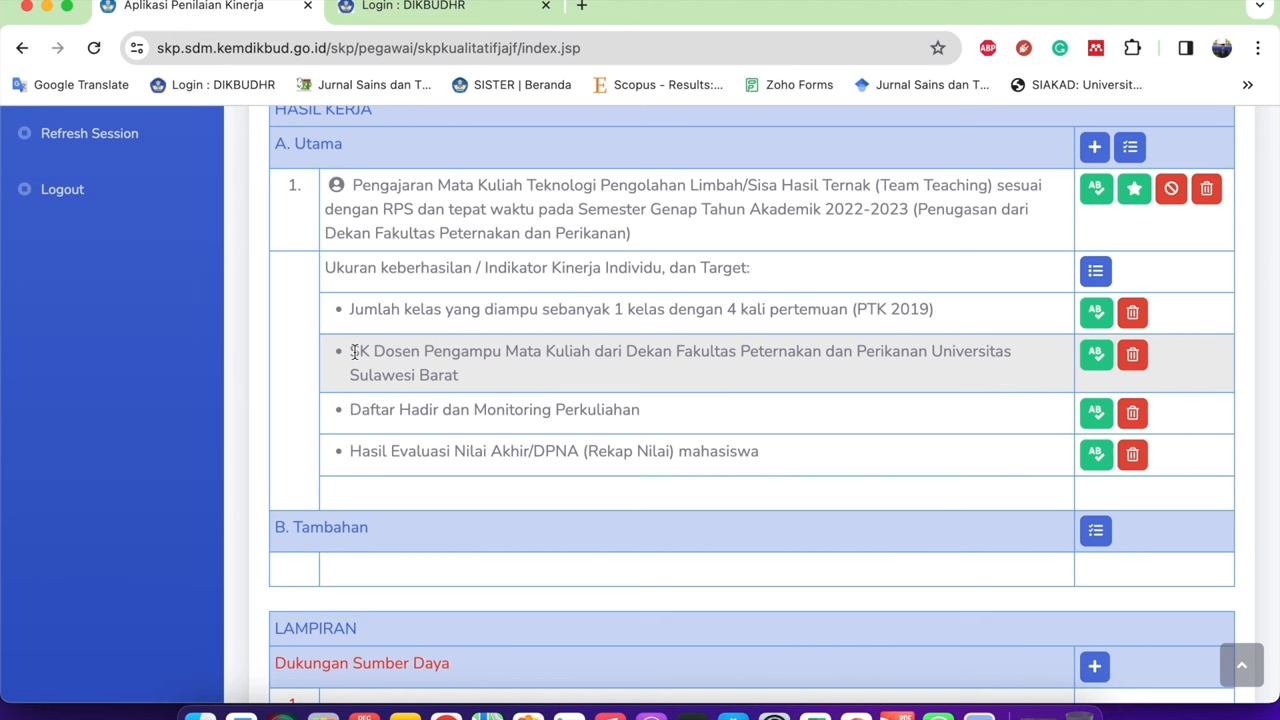 Aplikasi Penilaian Kinerja
Login : DIKBUDHR
skp.sdm.kemdikbud.go.id/skp/pegawai/skpkualitatifjajf/index.jsp
ABP
Google Translate
Login : DIKBUDHR
Jurnal Sains dan T...
SISTER | Beranda
Scopus - Results:...
Zoho Forms
Jurnal Sains dan T...
SIAKAD: Universit...
Refresh Session
Logout
HASIL KERJA
A. Utama
1. Pengajaran Mata Kuliah Teknologi Pengolahan Limbah/Sisa Hasil Ternak (Team Teaching) sesuai
dengan RPS dan tepat waktu pada Semester Genap Tahun Akademik 2022-2023 (Penugasan dari
Dekan Fakultas Peternakan dan Perikanan)
Ukuran keberhasilan / Indikator Kinerja Individu, dan Target:
• Jumlah kelas yang diampu sebanyak 1 kelas dengan 4 kali pertemuan (PTK 2019)
• SK Dosen Pengampu Mata Kuliah dari Dekan Fakultas Peternakan dan Perikanan Universitas
Sulawesi Barat
• Daftar Hadir dan Monitoring Perkuliahan
• Hasil Evaluasi Nilai Akhir/DPNA (Rekap Nilai) mahasiswa
B. Tambahan
LAMPIRAN
Dukungan Sumber Daya